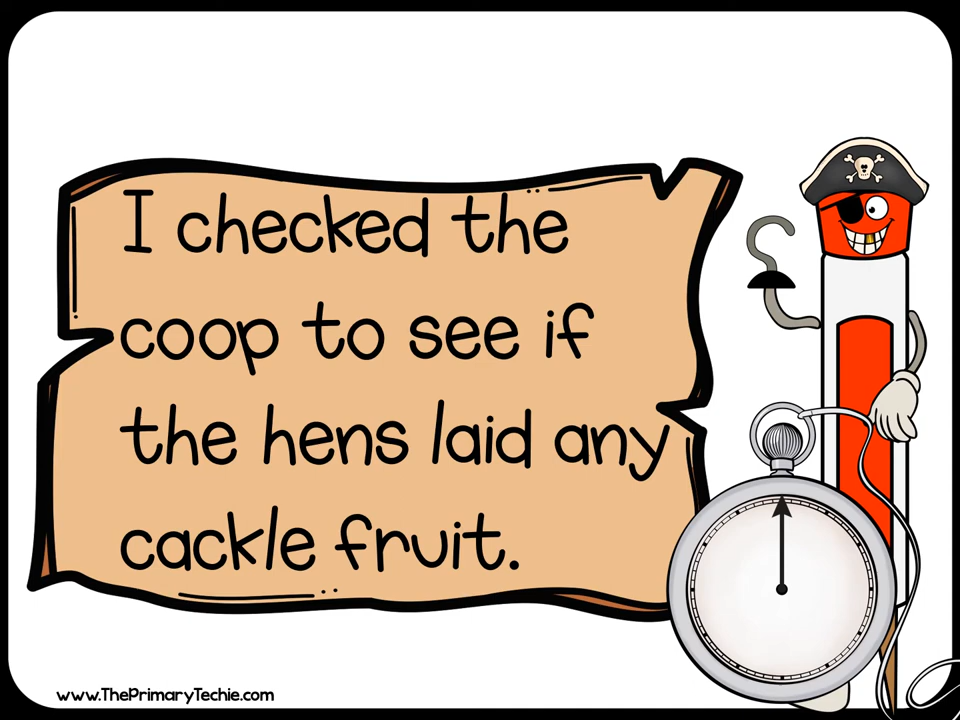 I checked the
coop to see if
the hens laid any
cackle fruit.
www.ThePrimaryTechie.com